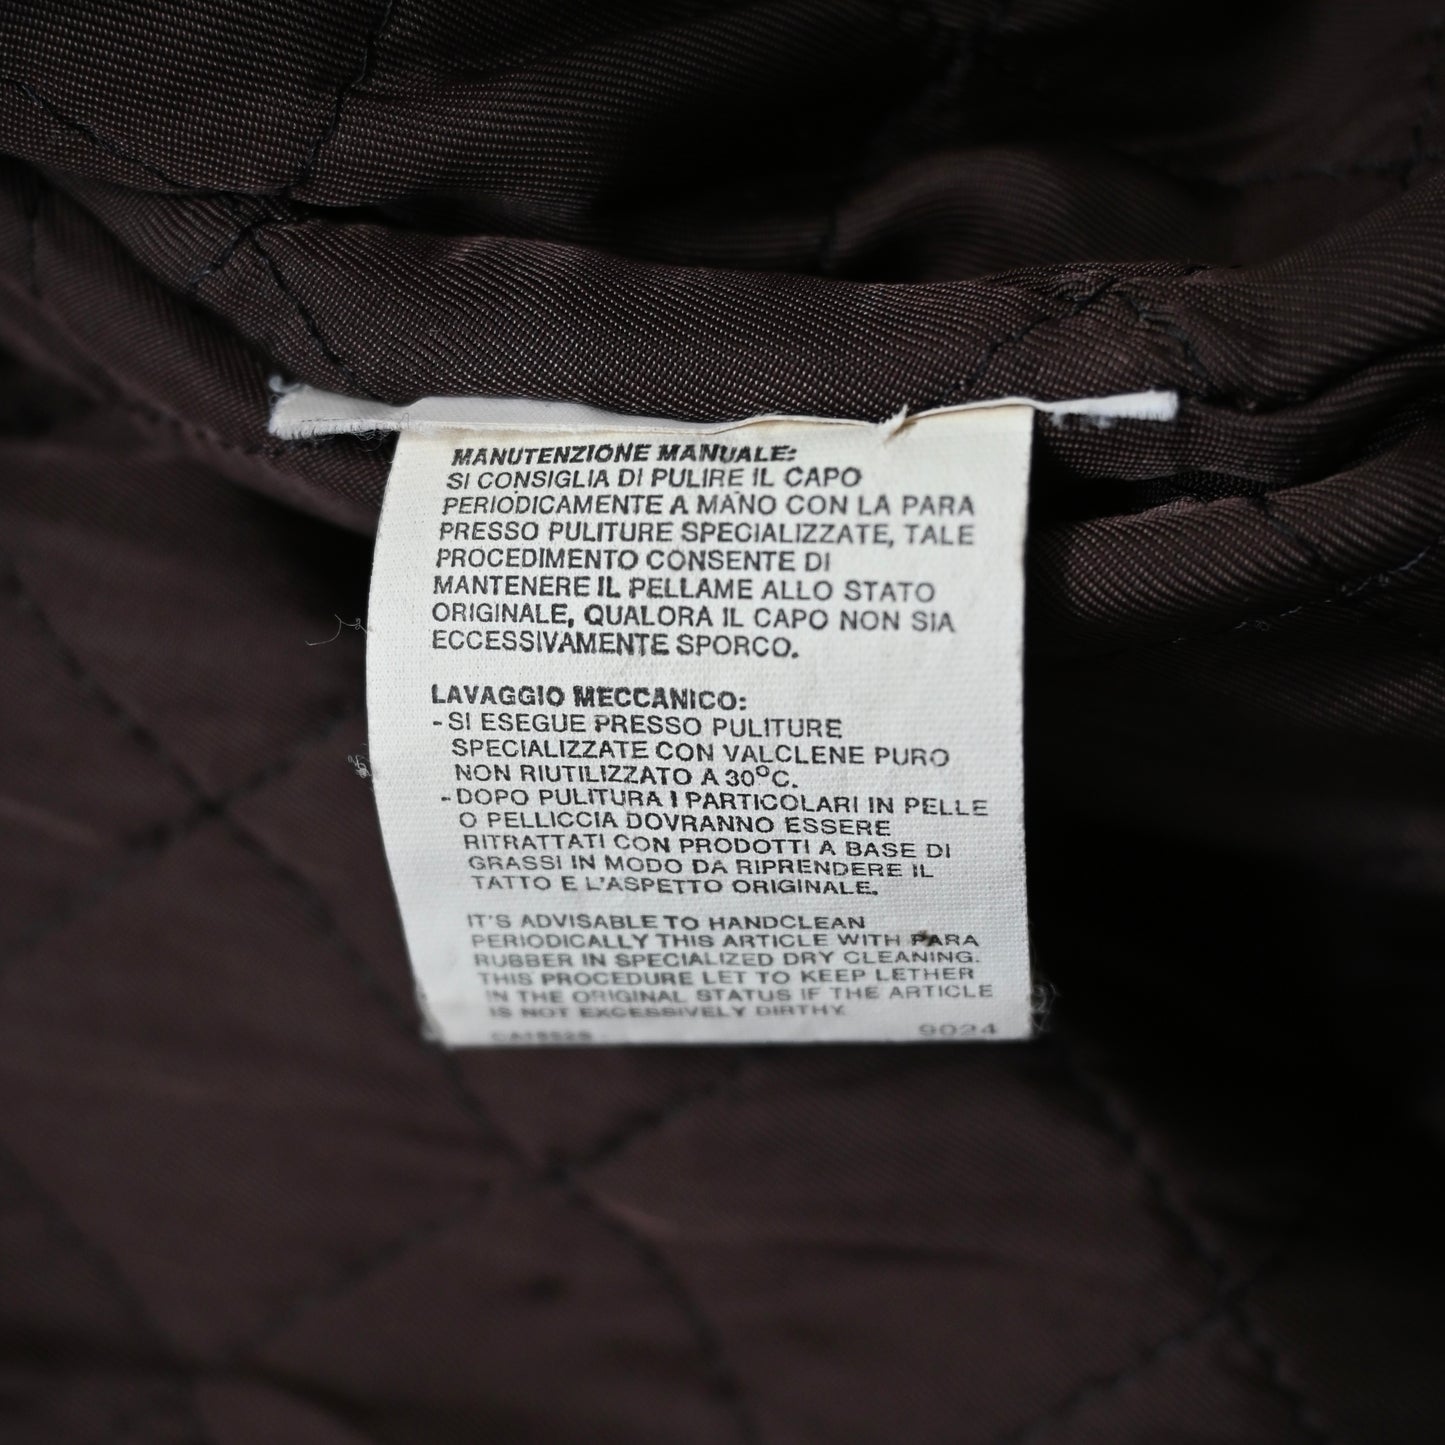 MANUTENZIONE MANUALE:
SI CONSIGLIA DI PULIRE IL CAPO
PERIODICAMENTE A MANO CON LA PARA
PRESSO PULITURE SPECIALIZZATE, TALE
PROCEDIMENTO CONSENTE DI
MANTENERE IL PELLAME ALLO STATO
ORIGINALE, QUALORA IL CAPO NON SIA
ECCESSIVAMENTE SPORCO.
LAVAGGIO MECCANICO:
-SI ESEGUE PRESSO PULITURE
SPECIALIZZATE CON VALCLENE PURO
NON RIUTILIZZATO A 30°C.
-DOPO PULITURA I PARTICOLARI IN PELLE
O PELLICCIA DOVRANNO ESSERE
RITRATTATI CON PRODOTTI A BASE DI
GRASSI IN MODO DA RIPRENDERE IL
TATTO E L'ASPETTO ORIGINALE.
IT'S ADVISABLE TO HANDCLEAN
PERIODICALLY THIS ARTICLE WITH PARA
RUBBER IN SPECIALIZED DRY CLEANING.
THIS PROCEDURE LET TO KEEP LETHER
IN THE ORIGINAL STATUS IF THE ARTICLE
IS NOT EXCESSIVELY DIRTHY.
9024